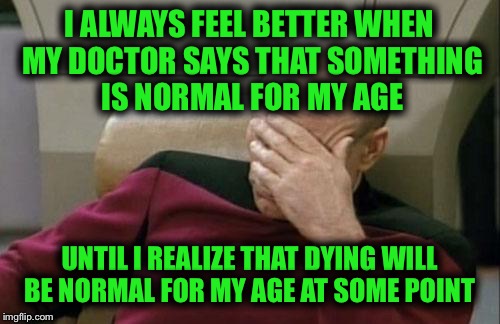 I ALWAYS FEEL BETTER WHEN
MY DOCTOR SAYS THAT SOMETHING
IS NORMAL FOR MY AGE
UNTIL I REALIZE THAT DYING WILL
BE NORMAL FOR MY AGE AT SOME POINT
imgflip.com